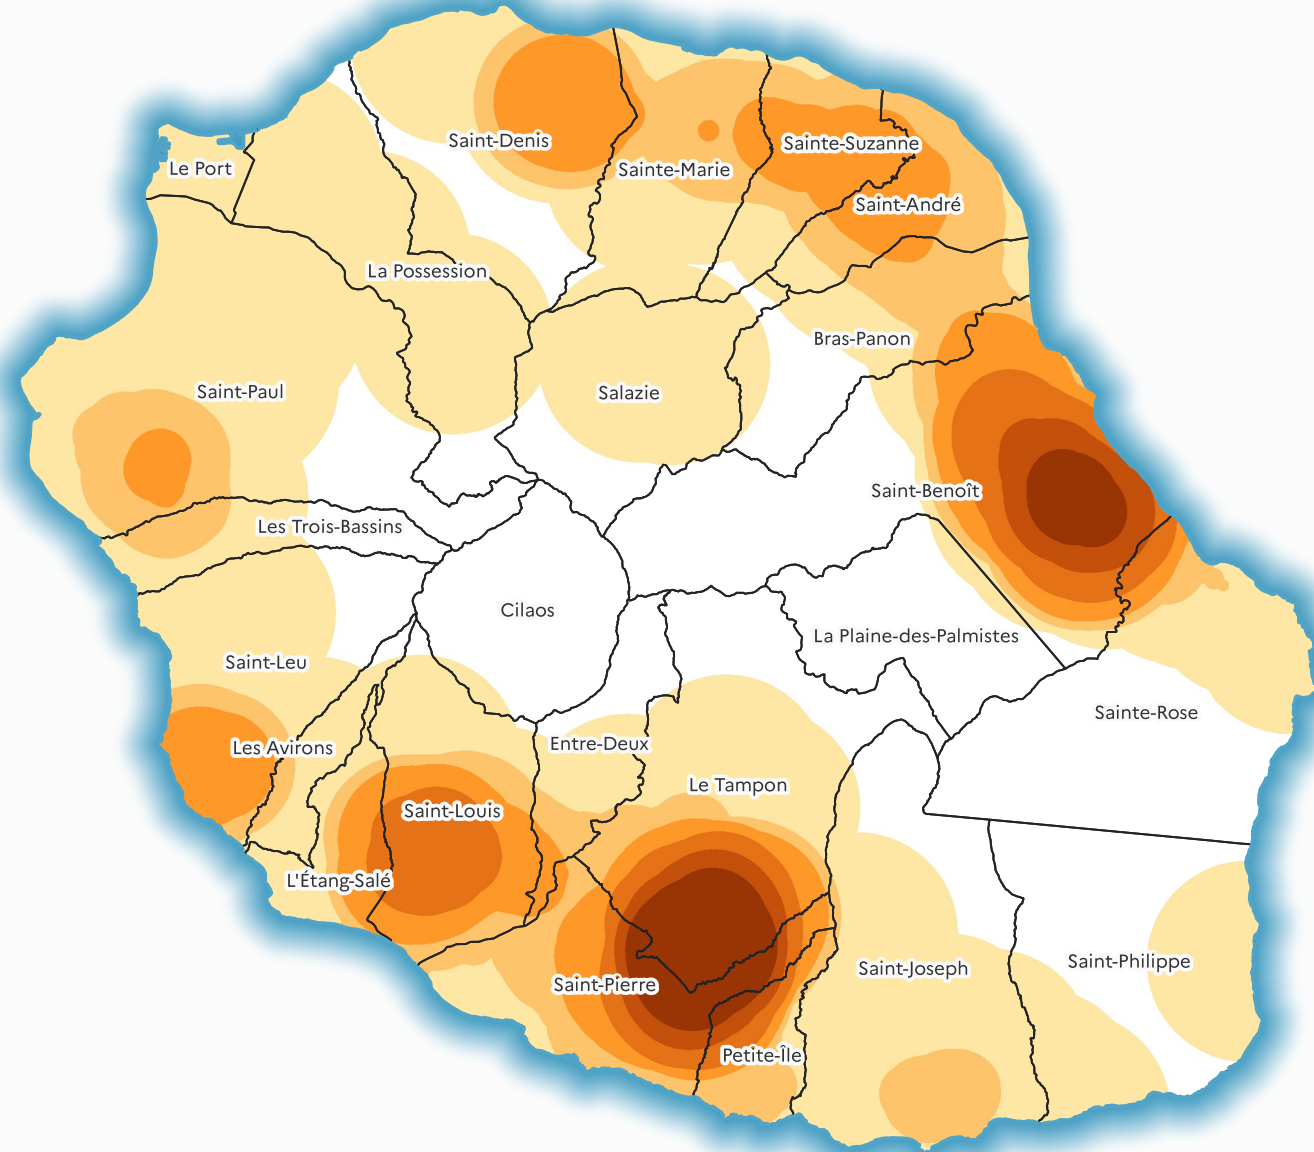 Saint-Denis
Sainte-Suzanne
Le Port
Sainte-Marie
Saint-André
La Possession
Bras-Panon
Saint-Paul
Salazie
Saint-Benoît
Les Trois-Bassins
Cilaos
La Plaine-des-Palmistes
Saint-Leu
Sainte-Rose
Les Avirons
Entre-Deux
Le Tampon
Saint-Louis
L'Étang-Salé
Saint-Philippe
Saint-Joseph
Saint-Pierre
Petite-Île